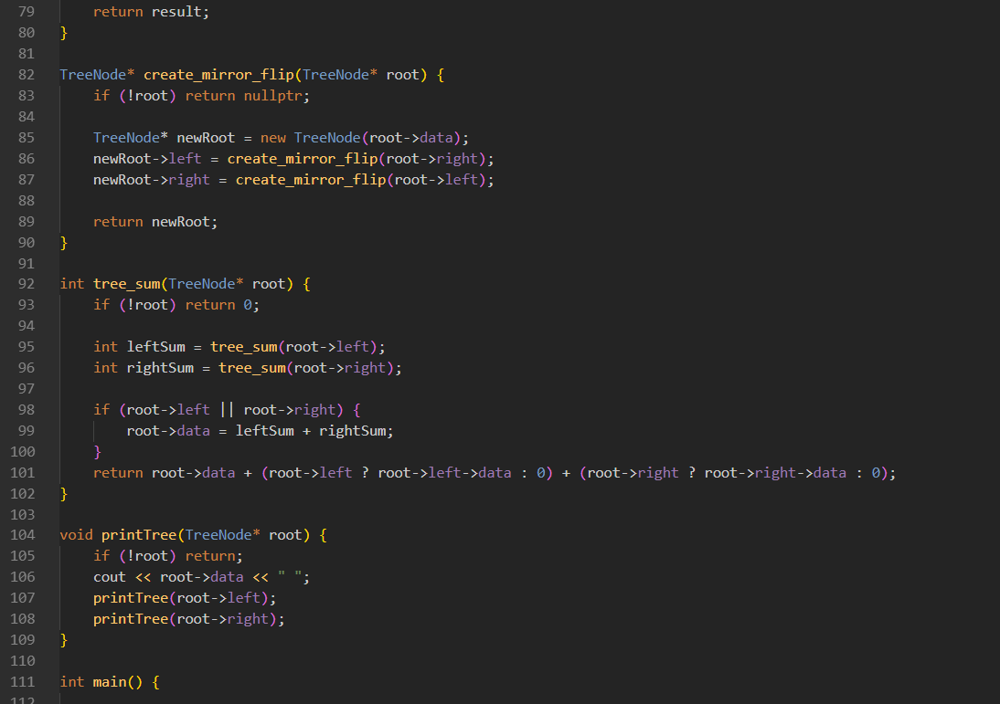 79 return result;
80 }
81
82 TreeNode* create_mirror_flip(TreeNode* root) {
83 if (!root) return nullptr;
84
85 TreeNode* newRoot = new TreeNode(root->data);
86 newRoot->left = create_mirror_flip(root->right);
87 newRoot->right = create_mirror_flip(root->left);
88
89 return newRoot;
90 }
91
92 int tree_sum(TreeNode* root) {
93 if (!root) return 0;
94
95 int leftSum = tree_sum(root->left);
96 int rightSum = tree_sum(root->right);
97
98 if (root->left || root->right) {
99 root->data = leftSum + rightSum;
100 }
101 return root->data + (root->left ? root->left->data : 0) + (root->right ? root->right->data : 0);
102 }
103
104 void printTree(TreeNode* root) {
105 if (!root) return;
106 cout << root->data << " ";
107 printTree(root->left);
108 printTree(root->right);
109 }
110
111 int main() {
112